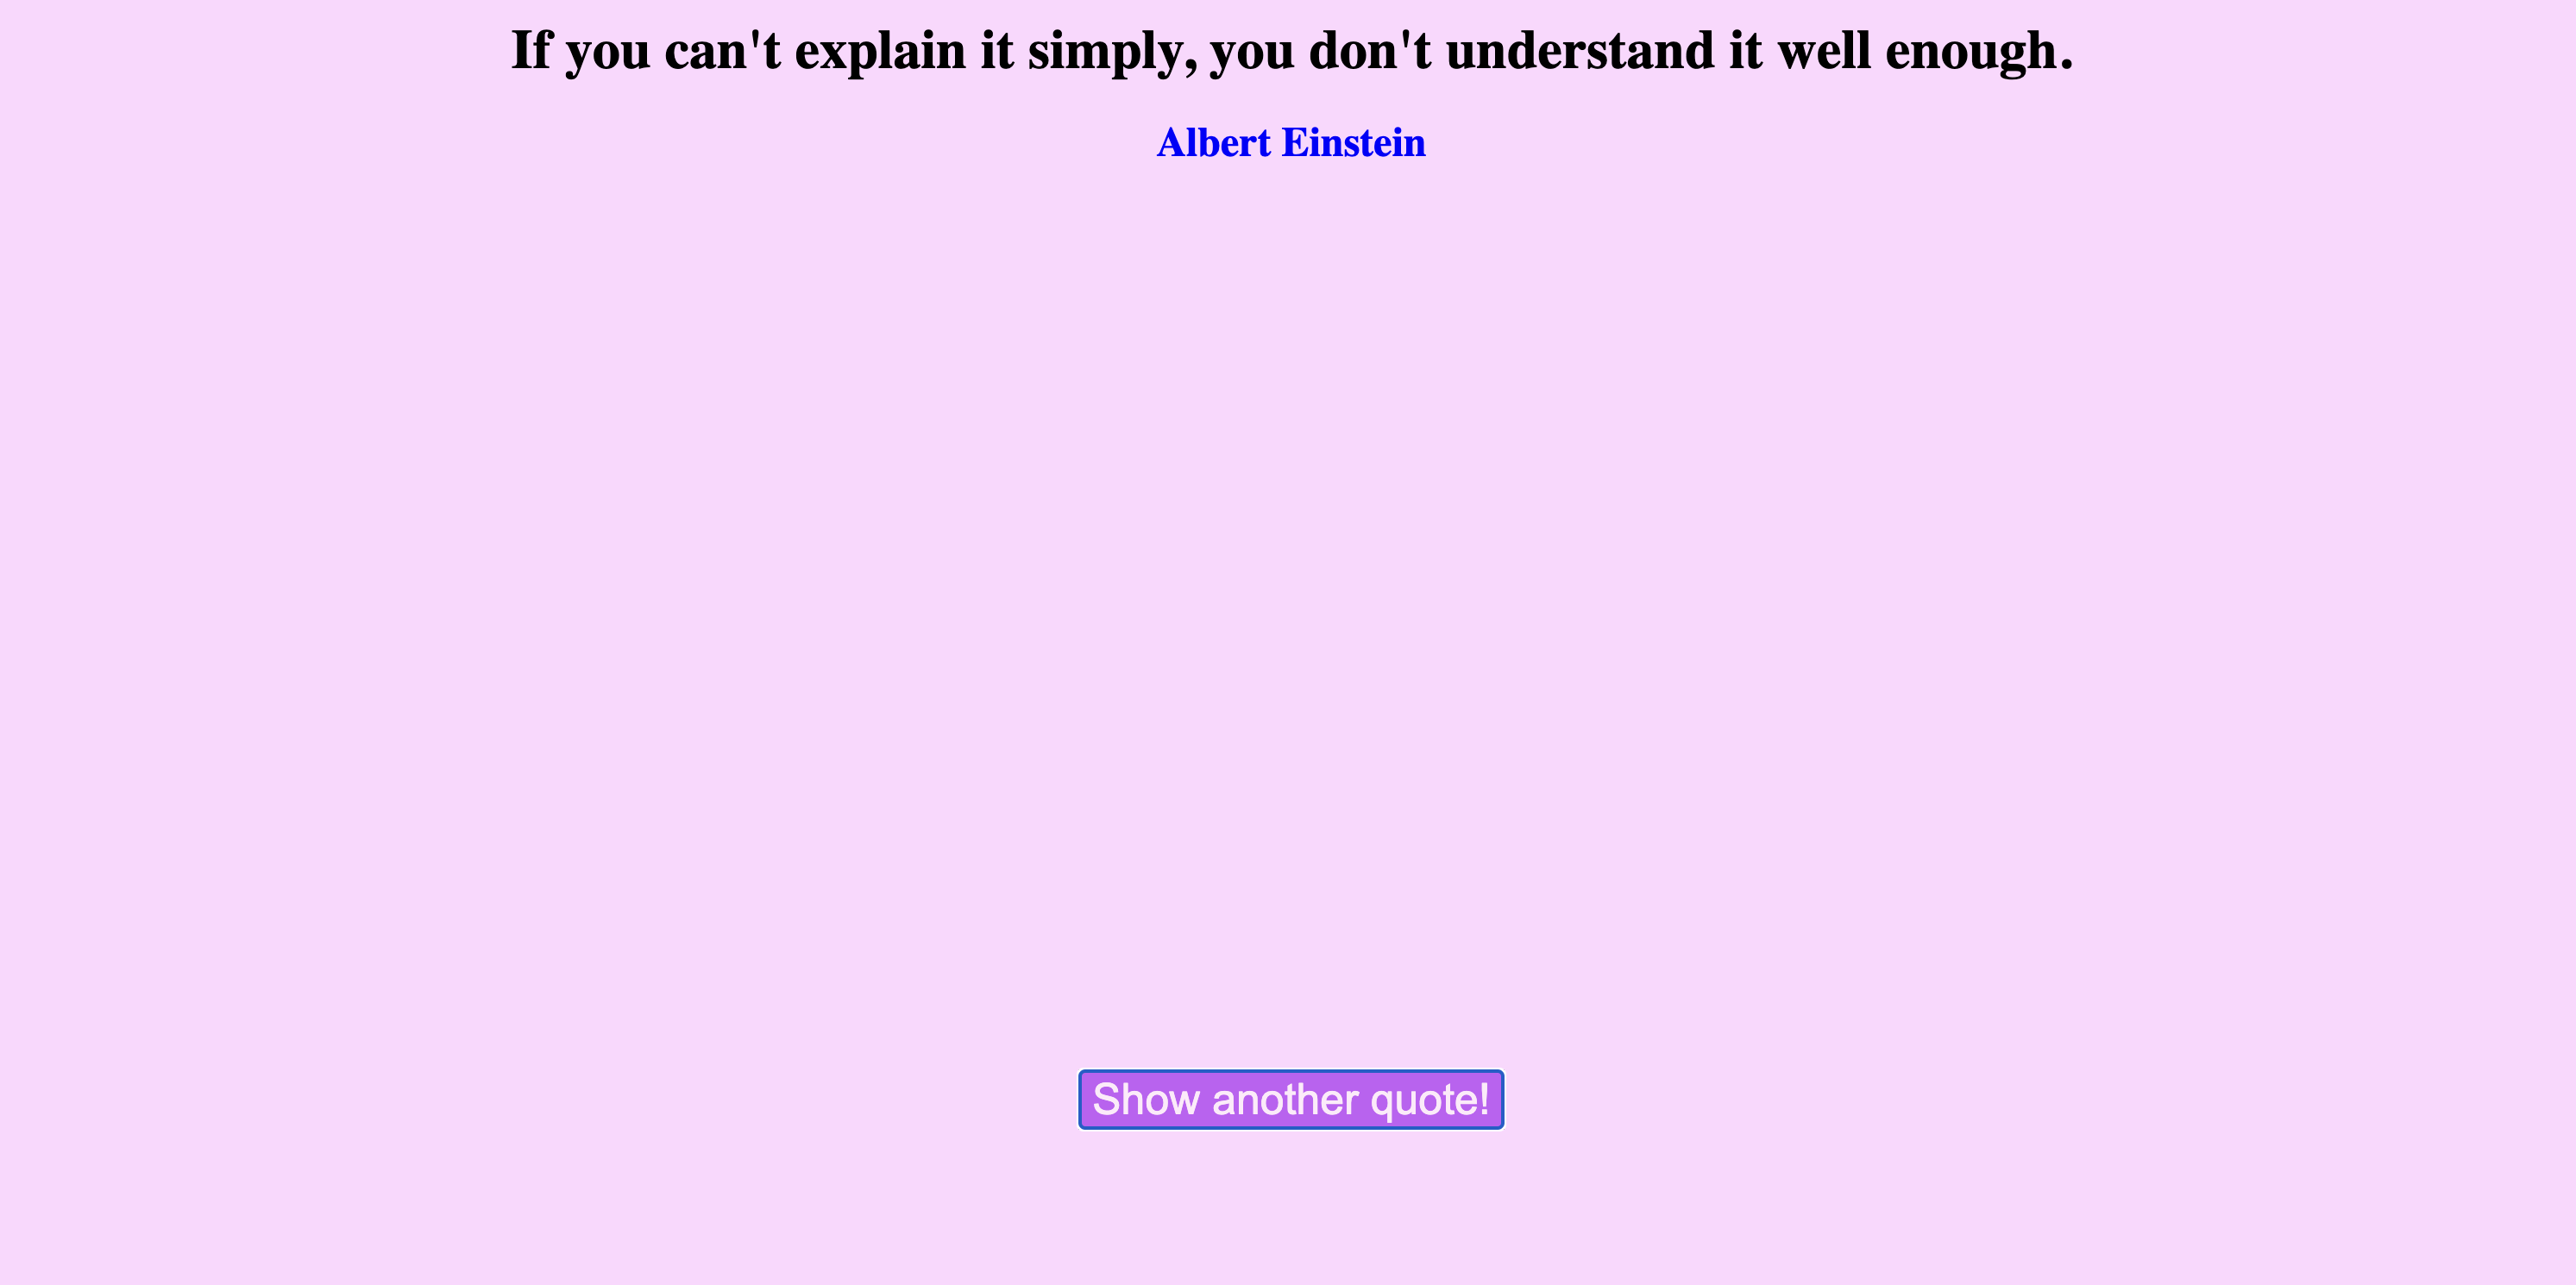 If you can't explain it simply, you don't understand it well enough.
Albert Einstein
Show another quote!